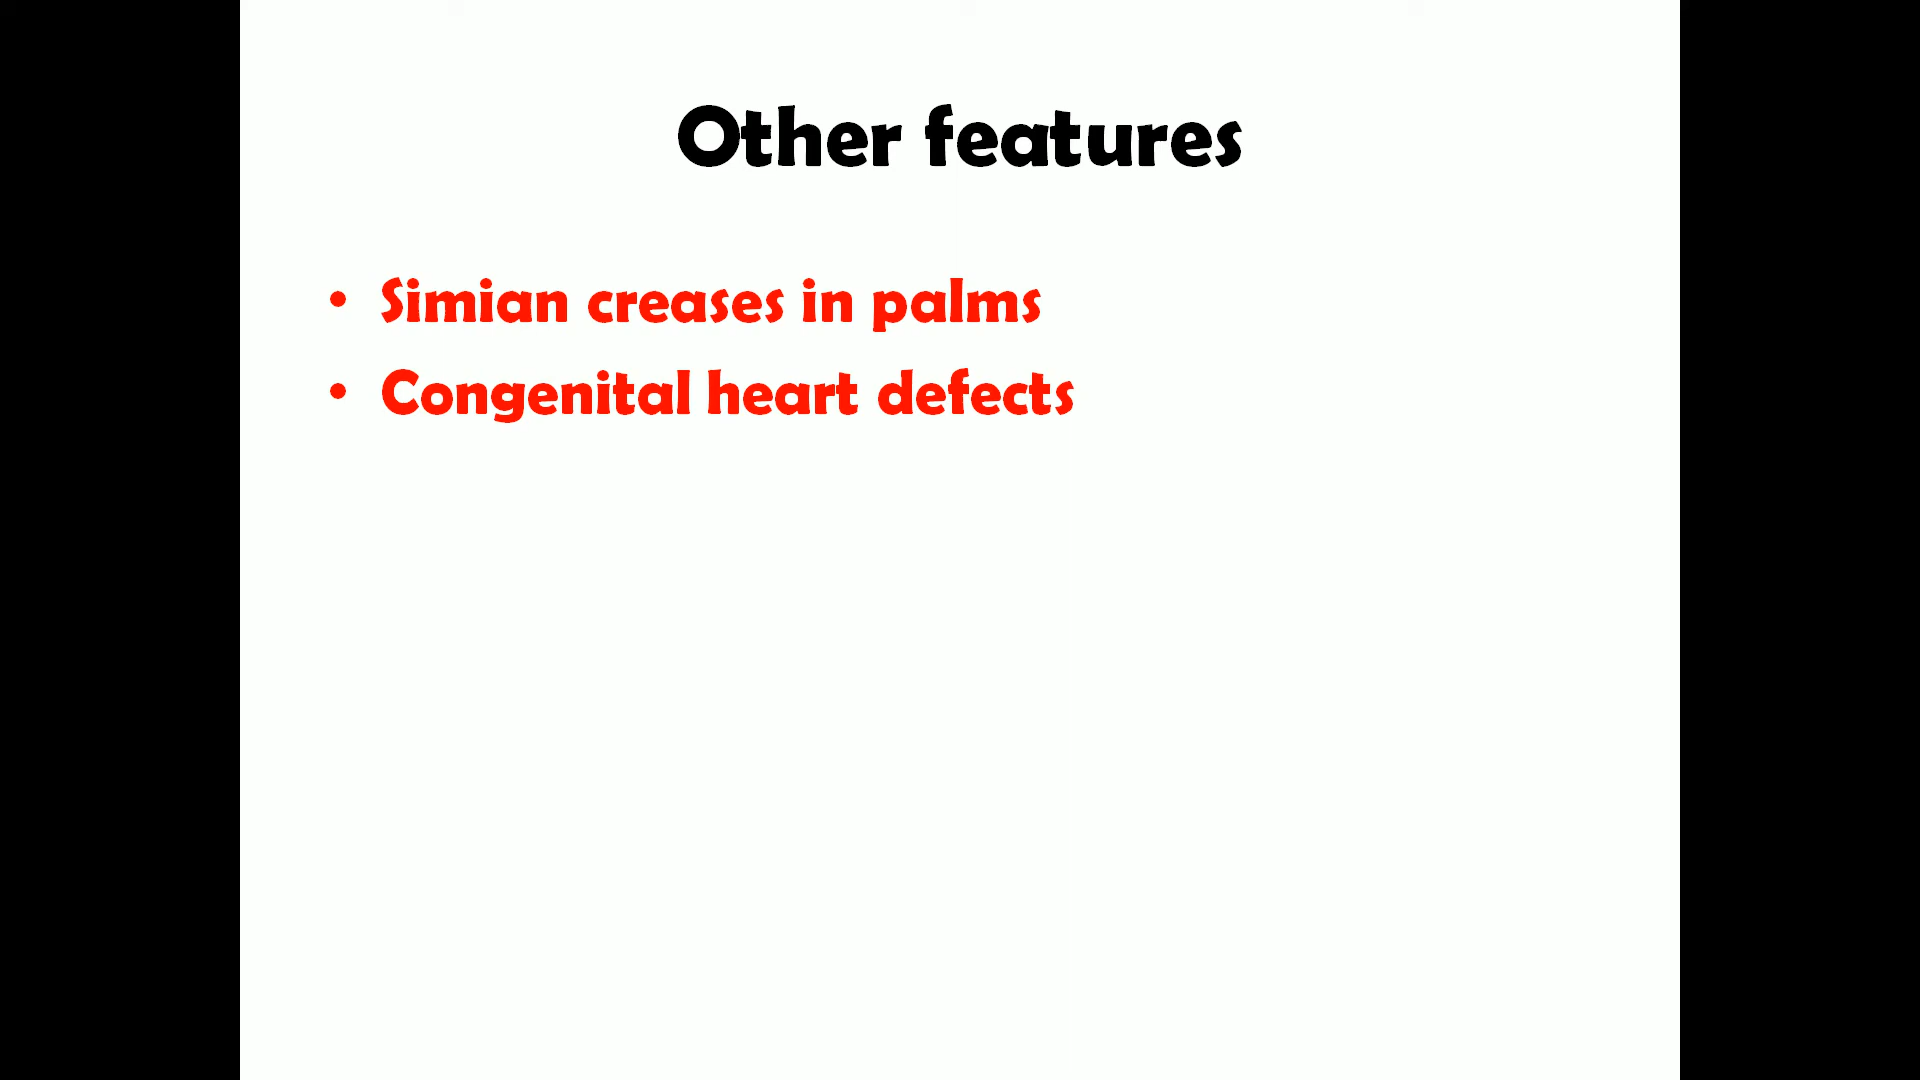 Other features
• Simian creases in palms
• Congenital heart defects